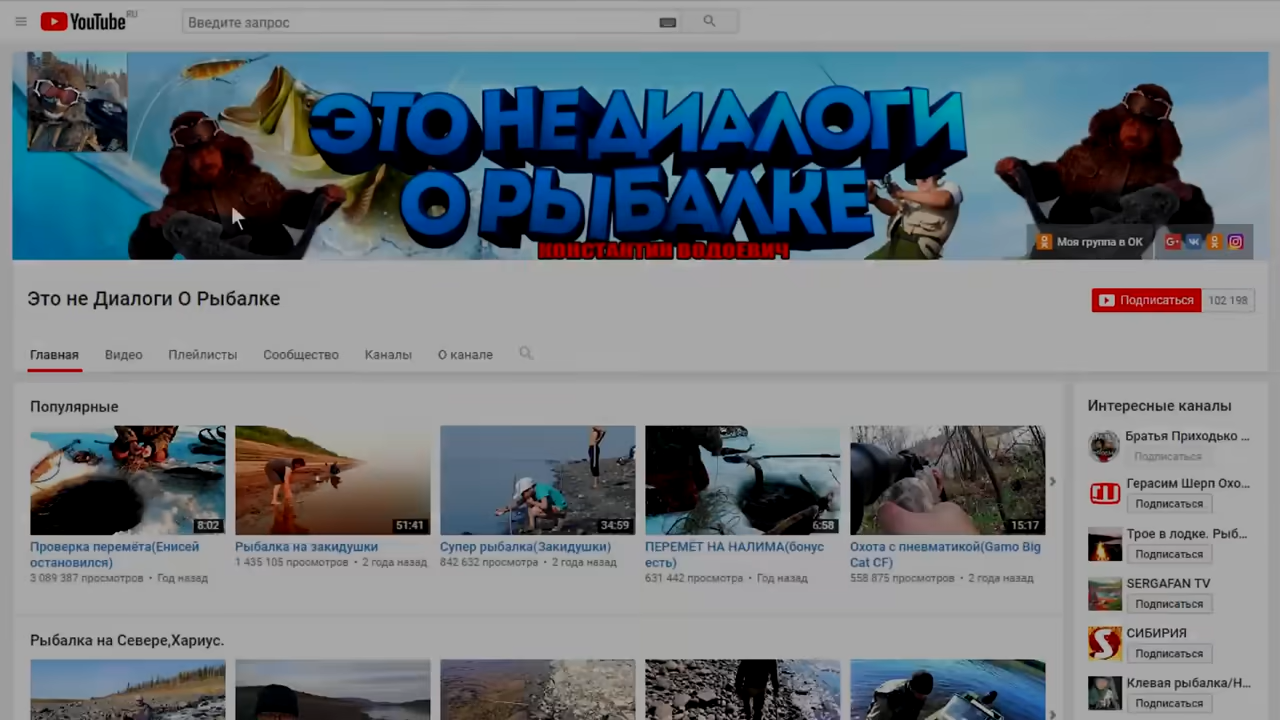 YouTube RU
Введите запрос
ЭТО НЕ ДИАЛОГИ
О РЫБАЛКЕ
КОНСТАНТИН ВОДОЕВИЧ
Моя группа в ОК
Это не Диалоги О Рыбалке
Подписаться 102 198
Главная Видео Плейлисты Сообщество Каналы О канале
Популярные
8:02
51:41
34:59
6:58
15:17
Проверка перемёта(Енисей остановился)
3 089 387 просмотров • Год назад
Рыбалка на закидушки
1 435 105 просмотров • 2 года назад
Супер рыбалка(Закидушки)
842 632 просмотра • 2 года назад
ПЕРЕМЕТ НА НАЛИМА(бонус есть)
631 442 просмотра • Год назад
Охота с пневматикой(Gamo Big Cat CF)
558 875 просмотров • 2 года назад
Рыбалка на Севере,Хариус.
Интересные каналы
Братья Приходько ...
Подписаться
Герасим Шерп Охо...
Подписаться
Трое в лодке. Рыб...
Подписаться
SERGAFAN TV
Подписаться
СИБИРИЯ
Подписаться
Клевая рыбалка/Н...
Подписаться